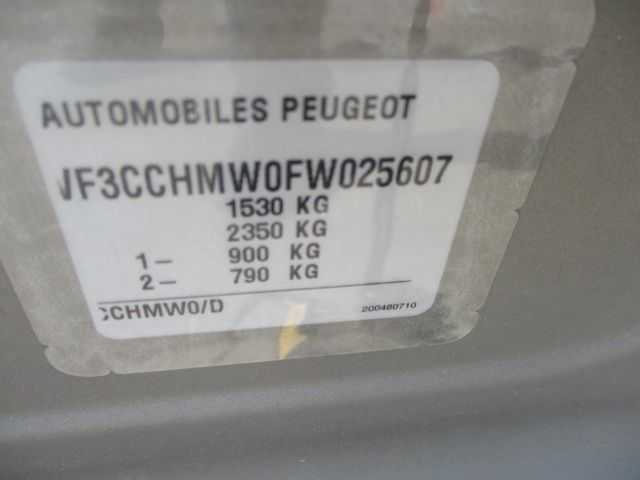 AUTOMOBILES PEUGEOT
VF3CCHMW0FW025607
1530 KG
2350 KG
1- 900 KG
2- 790 KG
CCHMW0/D 200480710